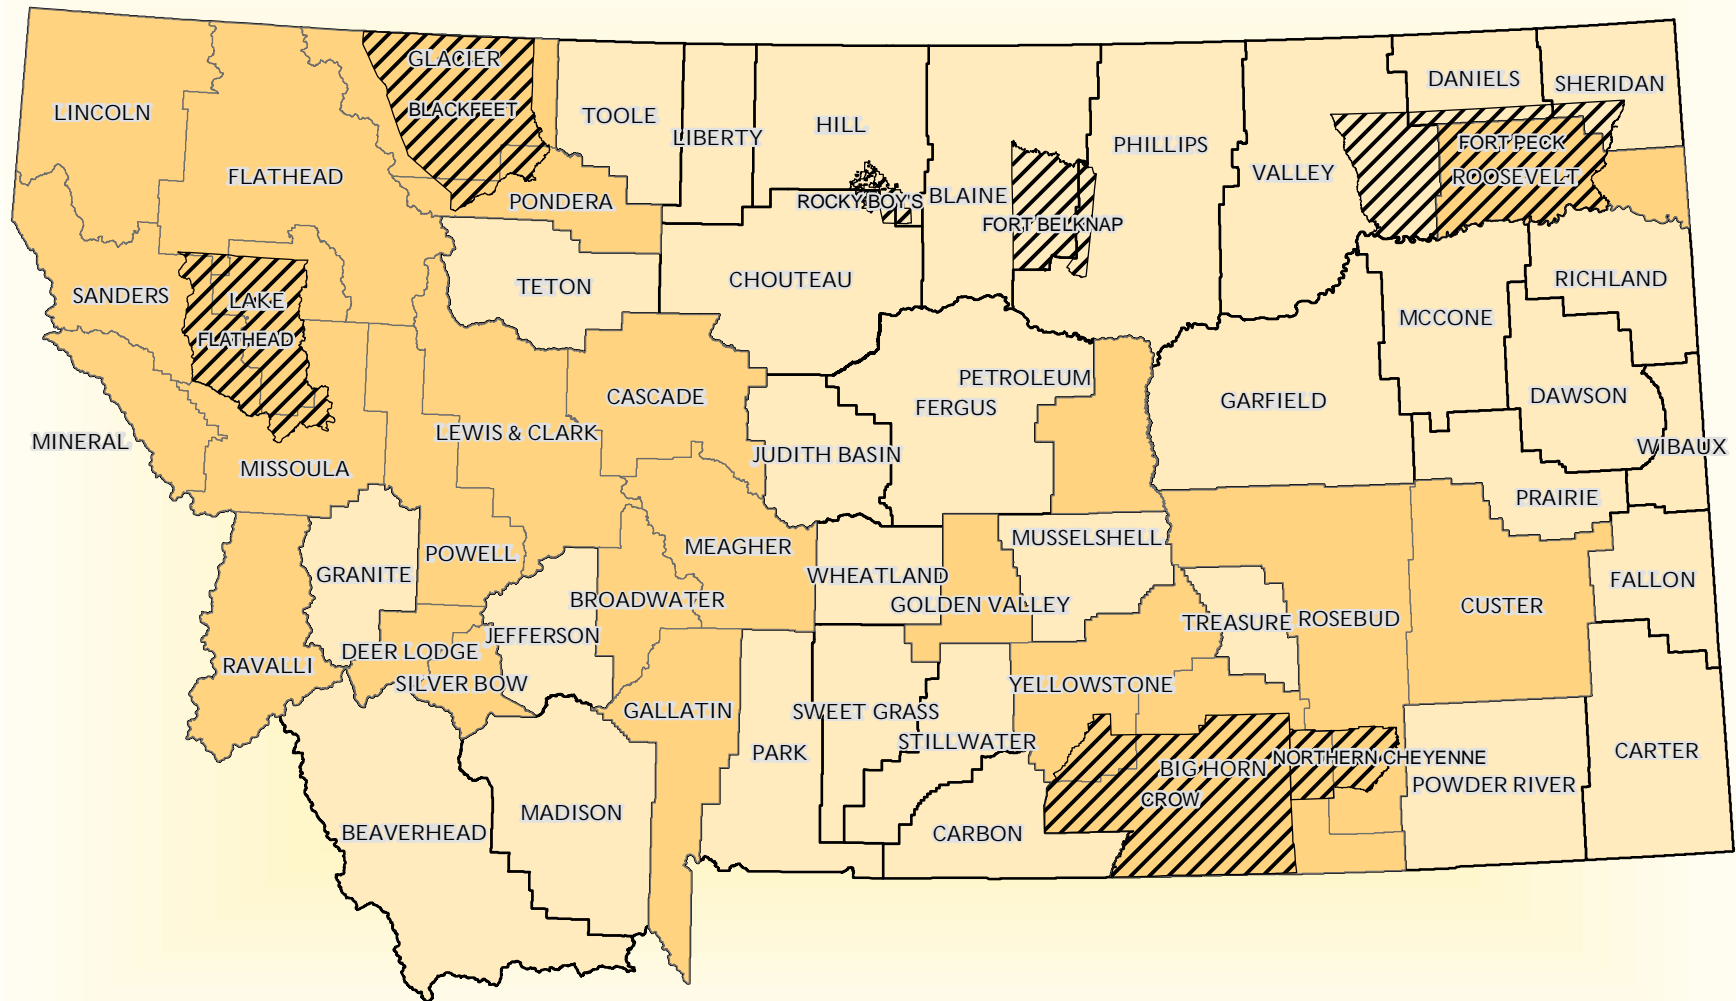 GLACIER
BLACKFEET
LINCOLN
TOOLE
LIBERTY
HILL
DANIELS
SHERIDAN
PHILLIPS
FORT PECK
VALLEY
ROOSEVELT
FLATHEAD
PONDERA
ROCKY BOY'S
BLAINE
FORT BELKNAP
TETON
CHOUTEAU
RICHLAND
SANDERS
LAKE
FLATHEAD
MCCONE
CASCADE
PETROLEUM
FERGUS
GARFIELD
DAWSON
MINERAL
LEWIS & CLARK
MISSOULA
JUDITH BASIN
WIBAUX
PRAIRIE
POWELL
MEAGHER
MUSSELSHELL
GRANITE
WHEATLAND
FALLON
BROADWATER
GOLDEN VALLEY
CUSTER
JEFFERSON
TREASURE
ROSEBUD
DEER LODGE
RAVALLI
SILVER BOW
YELLOWSTONE
GALLATIN
SWEET GRASS
STILLWATER
PARK
CARTER
BIG HORN
NORTHERN CHEYENNE
POWDER RIVER
CROW
MADISON
BEAVERHEAD
CARBON